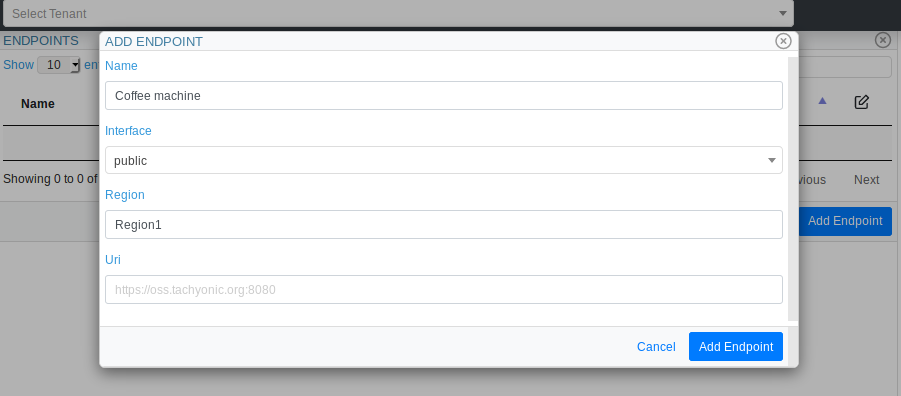 Select Tenant
ENDPOINTS
ADD ENDPOINT
Show 10 en
Name
Coffee machine
Name
Interface
public
Showing 0 to 0 of
vious Next
Region
Region1
Add Endpoint
Uri
https://oss.tachyonic.org:8080
Cancel Add Endpoint